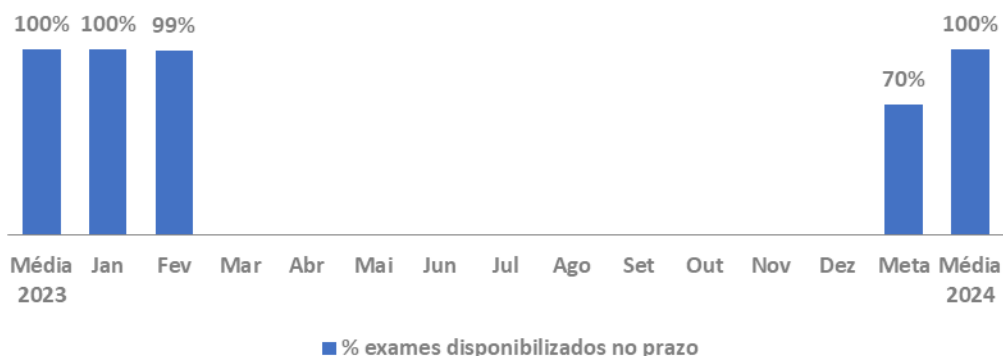 100% 100% 99% 70% 100%
Média Jan Fev Mar Abr Mai Jun Jul Ago Set Out Nov Dez Meta Média
2023 2024
% exames disponibilizados no prazo